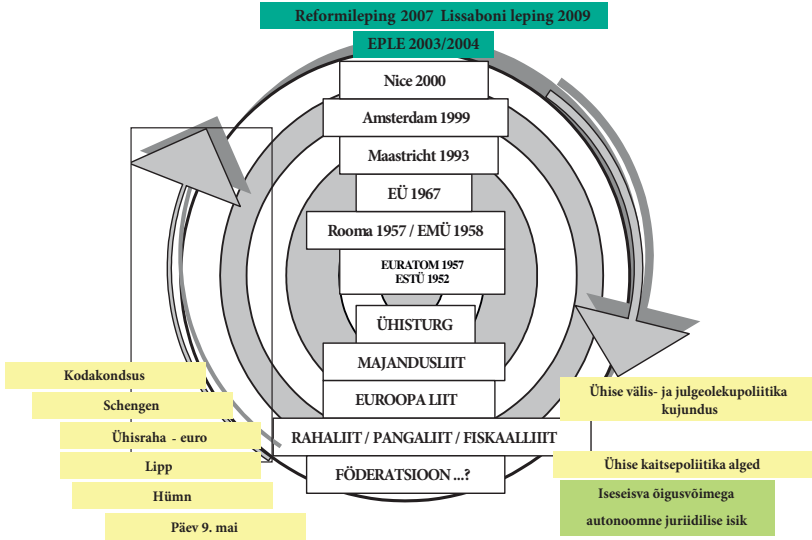 Reformileping 2007 Lissaboni leping 2009
EPLE 2003/2004
Nice 2000
Amsterdam 1999
Maastricht 1993
EÜ 1967
Rooma 1957 / EMÜ 1958
EURATOM 1957
ESTÜ 1952
ÜHISTURG
MAJANDUSLIIT
EUROOPA LIIT
RAHALIIT / PANGALIIT / FISKAALLIIIT
FÖDERATSIOON ...?
Kodakondsus
Schengen
Ühisraha - euro
Lipp
Hümn
Päev 9. mai
Ühise välis- ja julgeolekupoliitika
kujundus
Ühise kaitsepolitika alged
Iseseisva õigusvõimega
autonoomne juriidilise isik